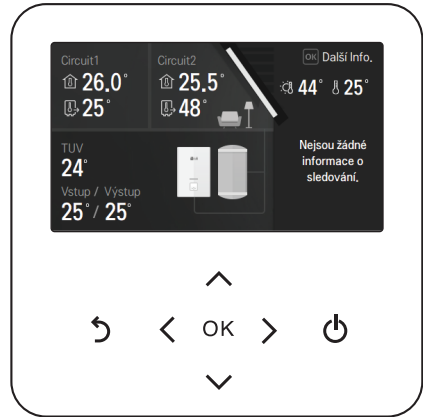 Circuit1
26.0°
25°
Circuit2
25.5°
48°
OK Další Info.
44° 25°
TUV
24°
Vstup / Výstup
25° / 25°
Nejsou žádné
informace o
sledování.
OK